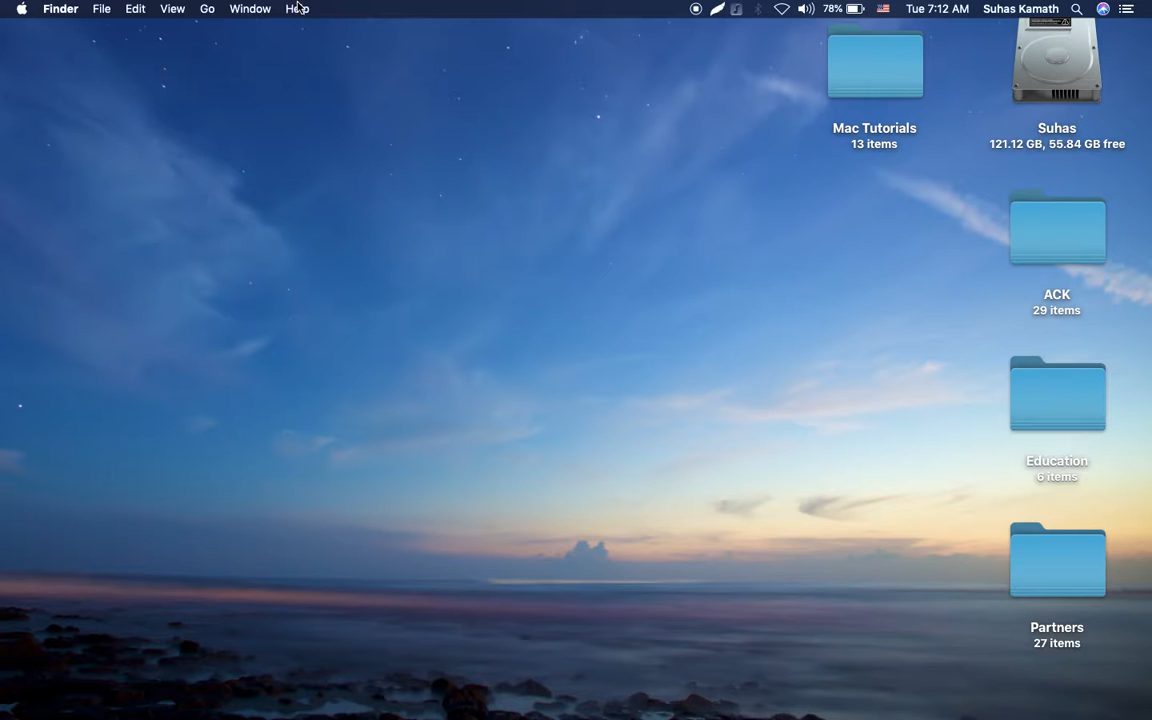 Finder File Edit View Go Window Help 78% Tue 7:12 AM Suhas Kamath
Mac Tutorials
13 items
Suhas
121.12 GB, 55.84 GB free
ACK
29 items
Education
6 items
Partners
27 items